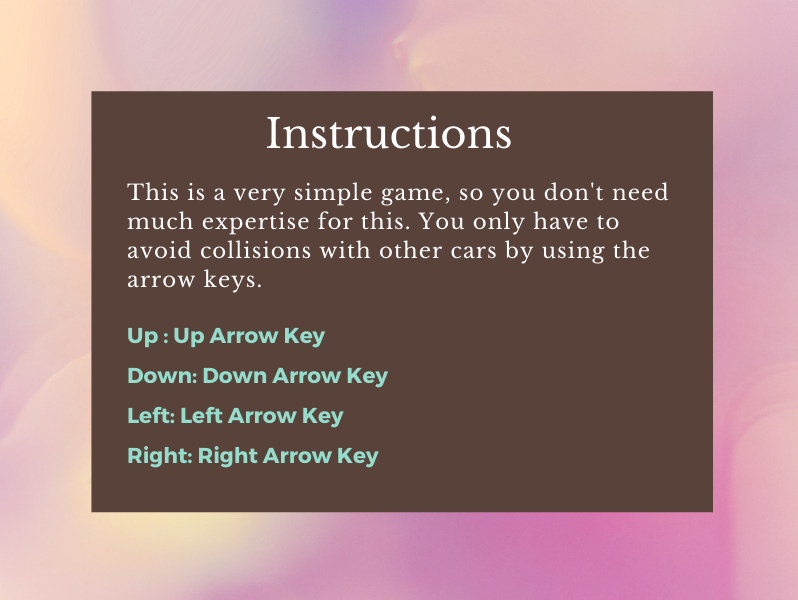 Instructions
This is a very simple game, so you don't need
much expertise for this. You only have to
avoid collisions with other cars by using the
arrow keys.
Up : Up Arrow Key
Down: Down Arrow Key
Left: Left Arrow Key
Right: Right Arrow Key